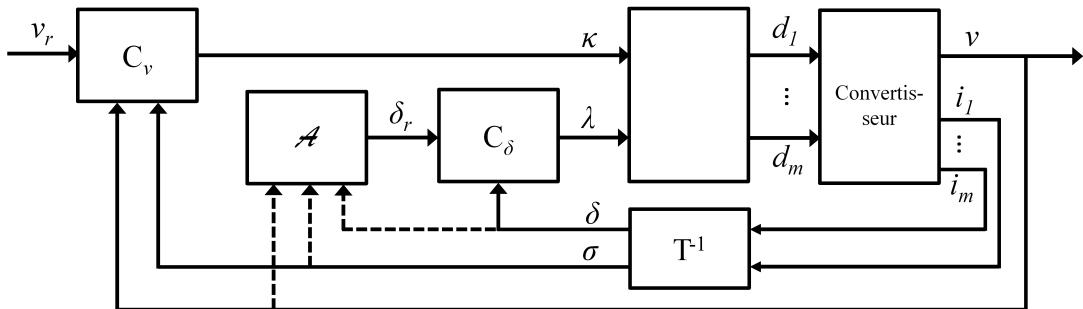 v_r
C_v
κ
d_1
⋮
d_m
Convertis-
seur
v
i_1
⋮
i_m
𝒜
δ_r
C_δ
λ
δ
σ
T^-1